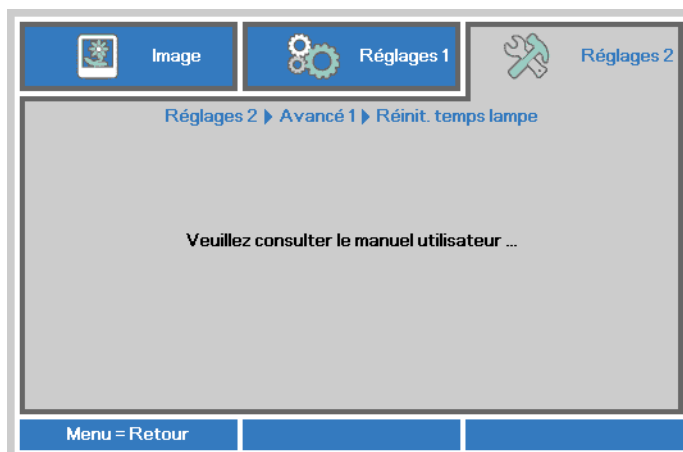 Image
Réglages 1
Réglages 2
Réglages 2 ▶ Avancé 1 ▶ Réinit. temps lampe
Veuillez consulter le manuel utilisateur ...
Menu = Retour